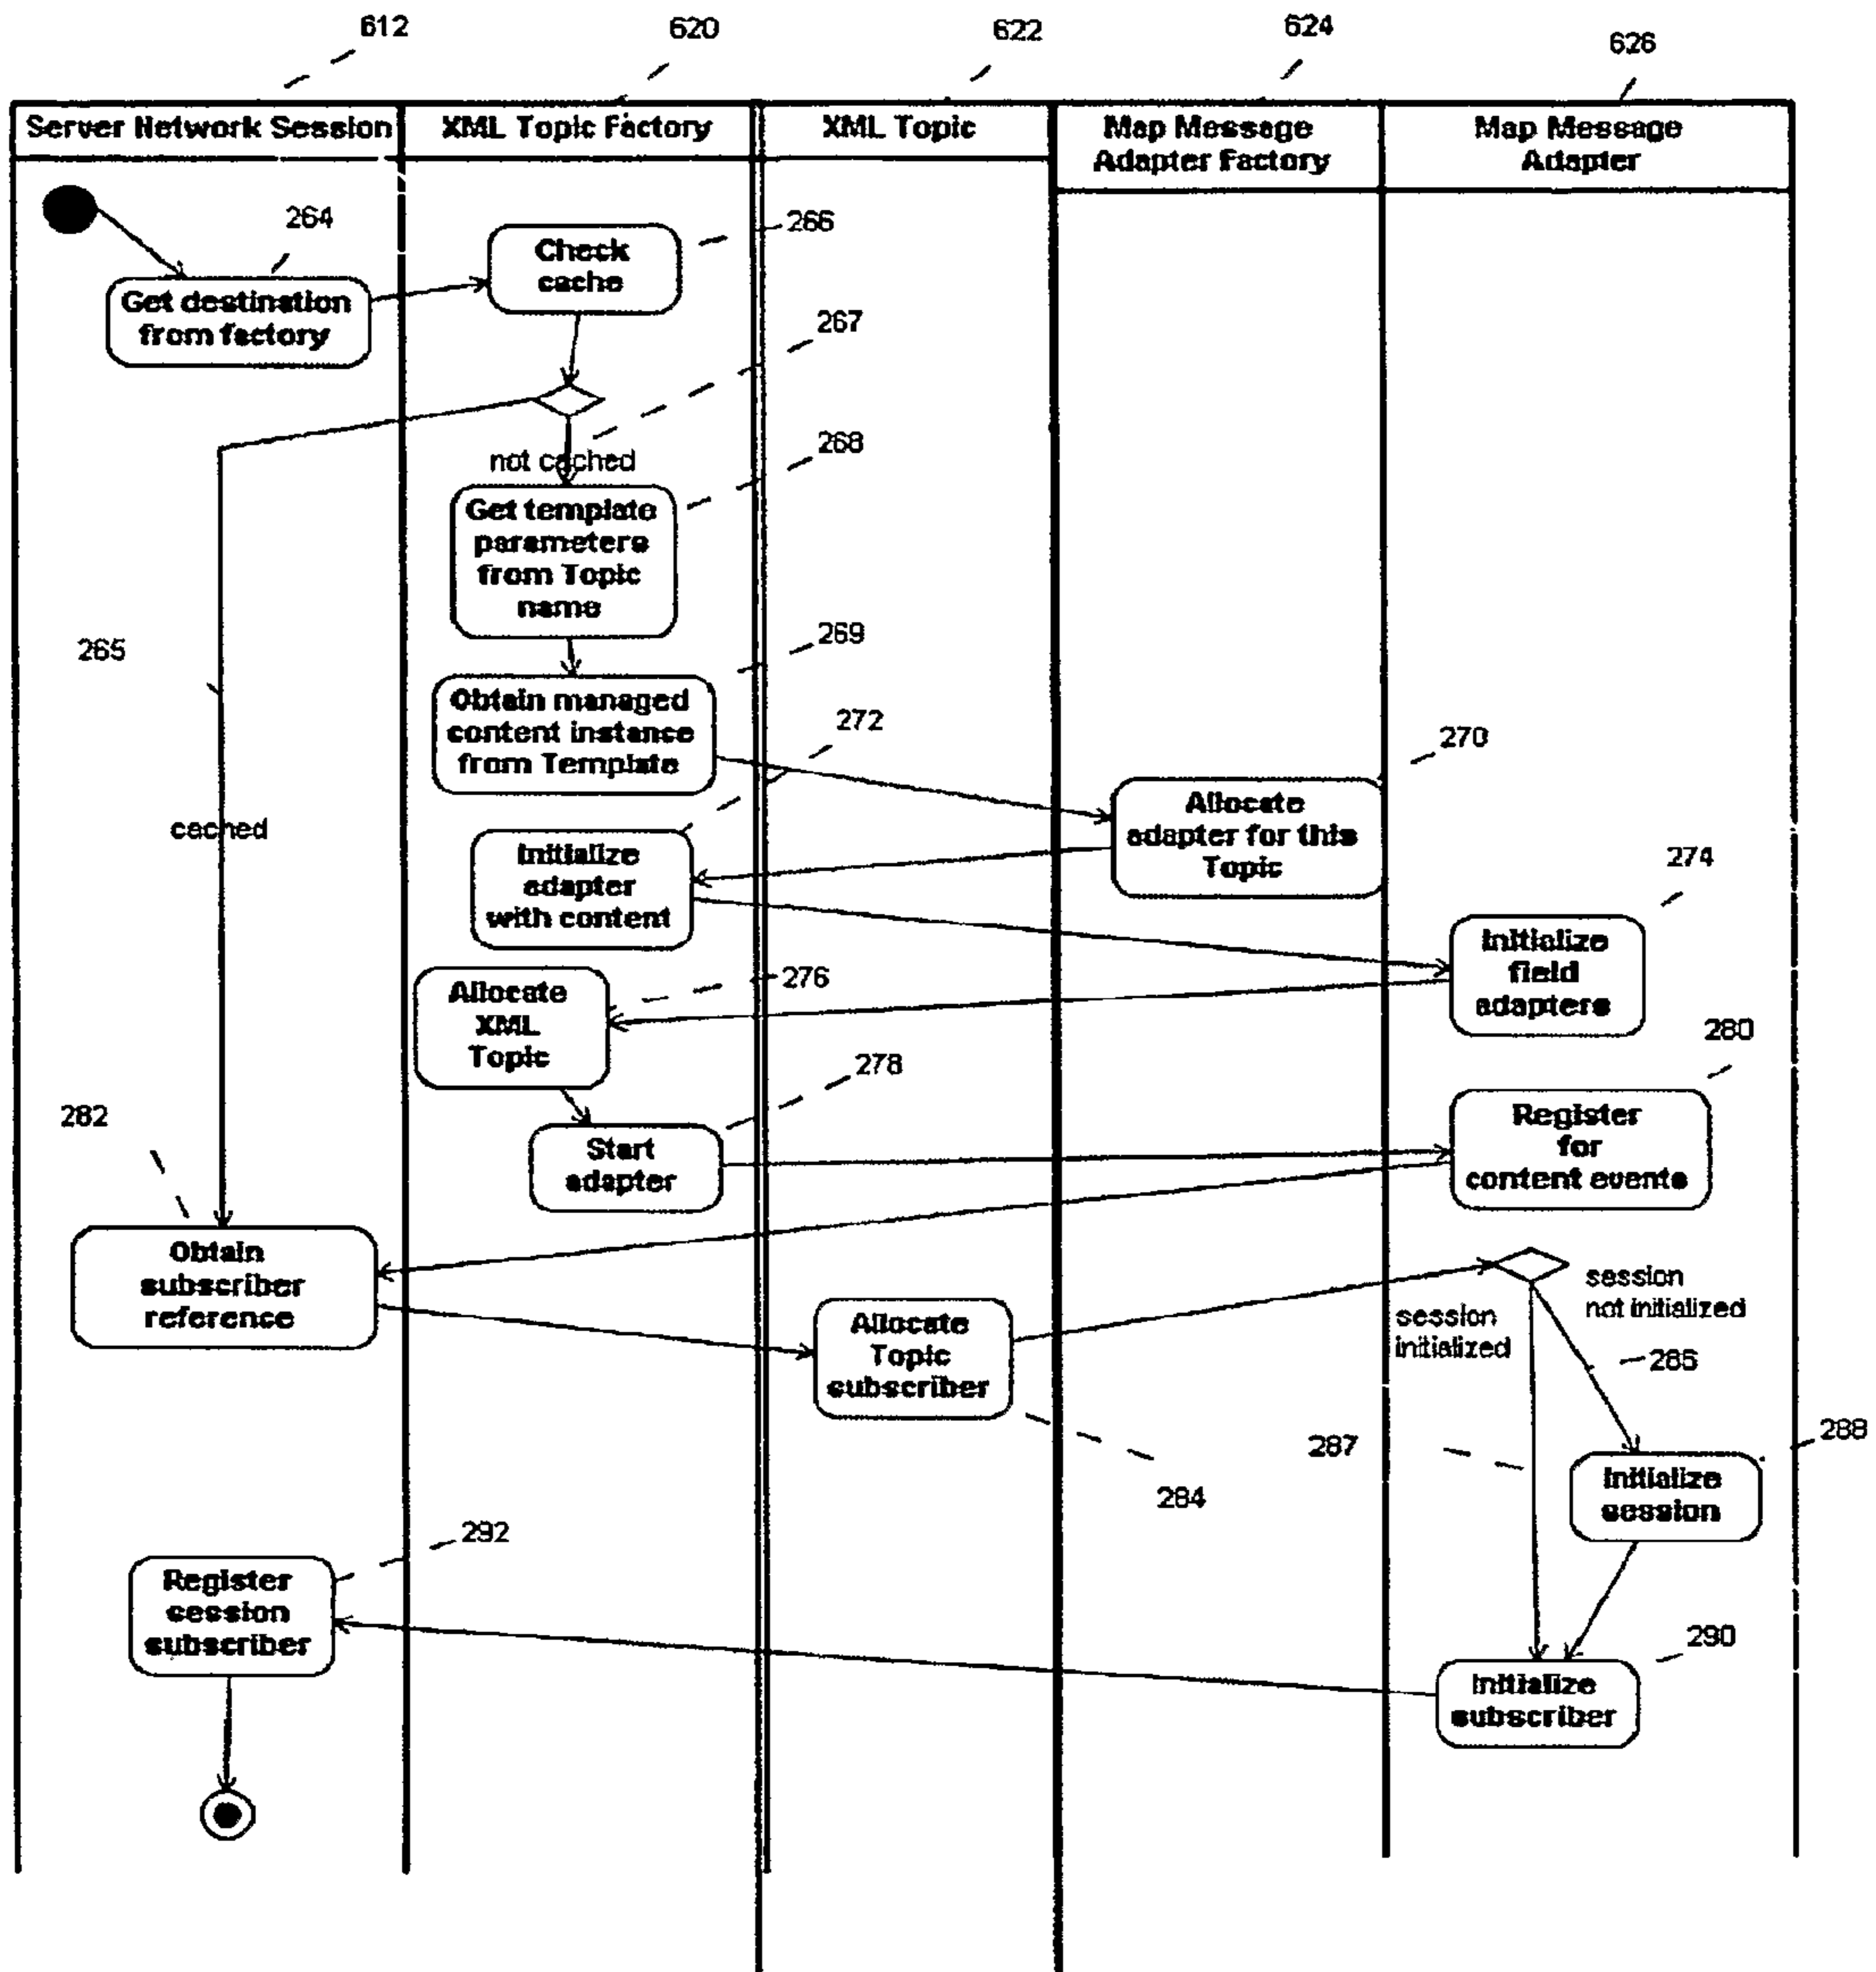 612
620
622
624
626
Server Network Session
XML Topic Factory
XML Topic
Map Message
Adapter Factory
Map Message
Adapter
264
Get destination
from factory
Check
cache
266
267
not cached
268
Get template
parameters
from Topic
name
265
269
Obtain managed
content instance
from Template
272
270
Allocate
adapter for this
Topic
cached
Initialize
adapter
with content
274
Initialize
field
adapters
276
Allocate
XML
Topic
278
280
Start
adapter
Register
for
content events
282
Obtain
subscriber
reference
Allocate
Topic
subscriber
session
not initialized
session
initialized
286
287
288
284
Initialize
session
292
Register
session
subscriber
290
Initialize
subscriber